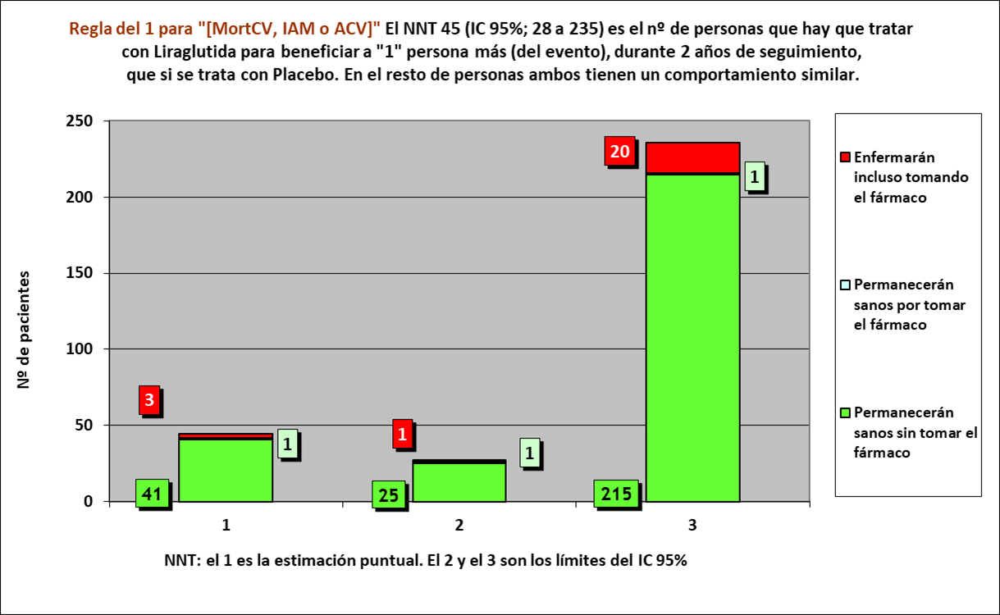 Regla del 1 para "[MortCV, IAM o ACV]" El NNT 45 (IC 95%; 28 a 235) es el nº de personas que hay que tratar
con Liraglutida para beneficiar a "1" persona más (del evento), durante 2 años de seguimiento,
que si se trata con Placebo. En el resto de personas ambos tienen un comportamiento similar.
250
200
150
100
50
0
Nº de pacientes
3
1
41
1
1
25
20
1
215
1
2
3
NNT: el 1 es la estimación puntual. El 2 y el 3 son los límites del IC 95%
Enfermarán
incluso tomando
el fármaco
Permanecerán
sanos por tomar
el fármaco
Permanecerán
sanos sin tomar el
fármaco